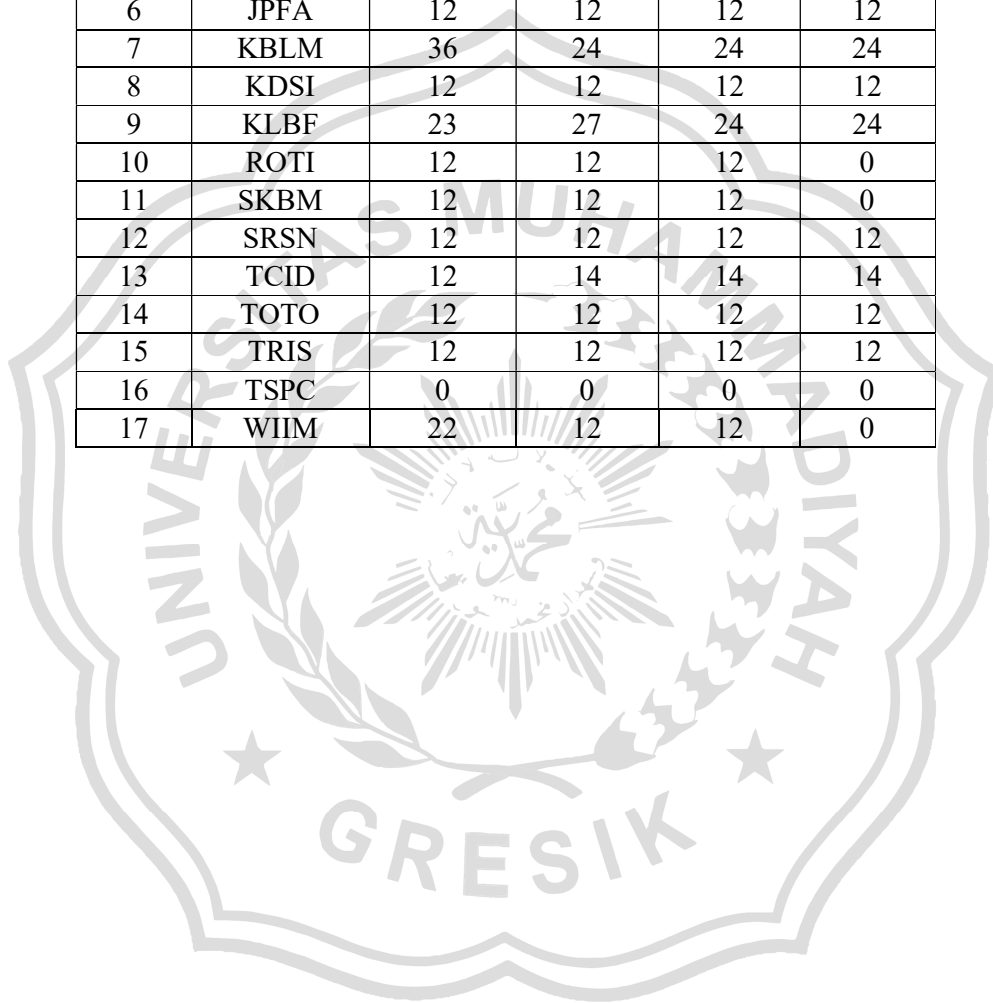 6 JPFA 12 12 12 12
7 KBLM 36 24 24 24
8 KDSI 12 12 12 12
9 KLBF 23 27 24 24
10 ROTI 12 12 12 0
11 SKBM 12 12 12 0
12 SRSN 12 12 12 12
13 TCID 12 14 14 14
14 TOTO 12 12 12 12
15 TRIS 12 12 12 12
16 TSPC 0 0 0 0
17 WIIM 22 12 12 0
UNIVERSITAS MUHAMMADIYAH
GRESIK